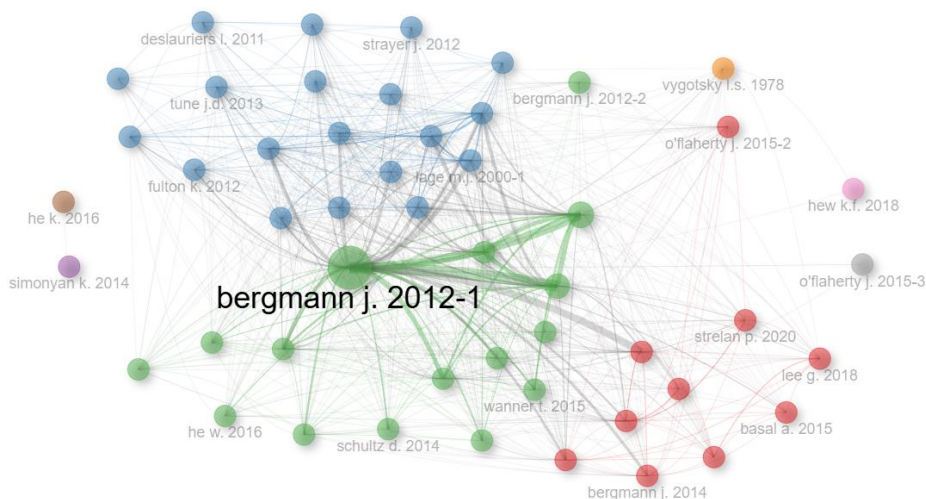 deslauriers l. 2011
strayer j. 2012
tune j.d. 2013
bergmann j. 2012-2
vygotsky l.s. 1978
o'flaherty j. 2015-2
fulton k. 2012
lage m.j. 2000-1
he k. 2016
hew k.f. 2018
simonyan k. 2014
o'flaherty j. 2015-3
bergmann j. 2012-1
strelan p. 2020
lee g. 2018
wanner t. 2015
he w. 2016
schultz d. 2014
basal a. 2015
bergmann j. 2014